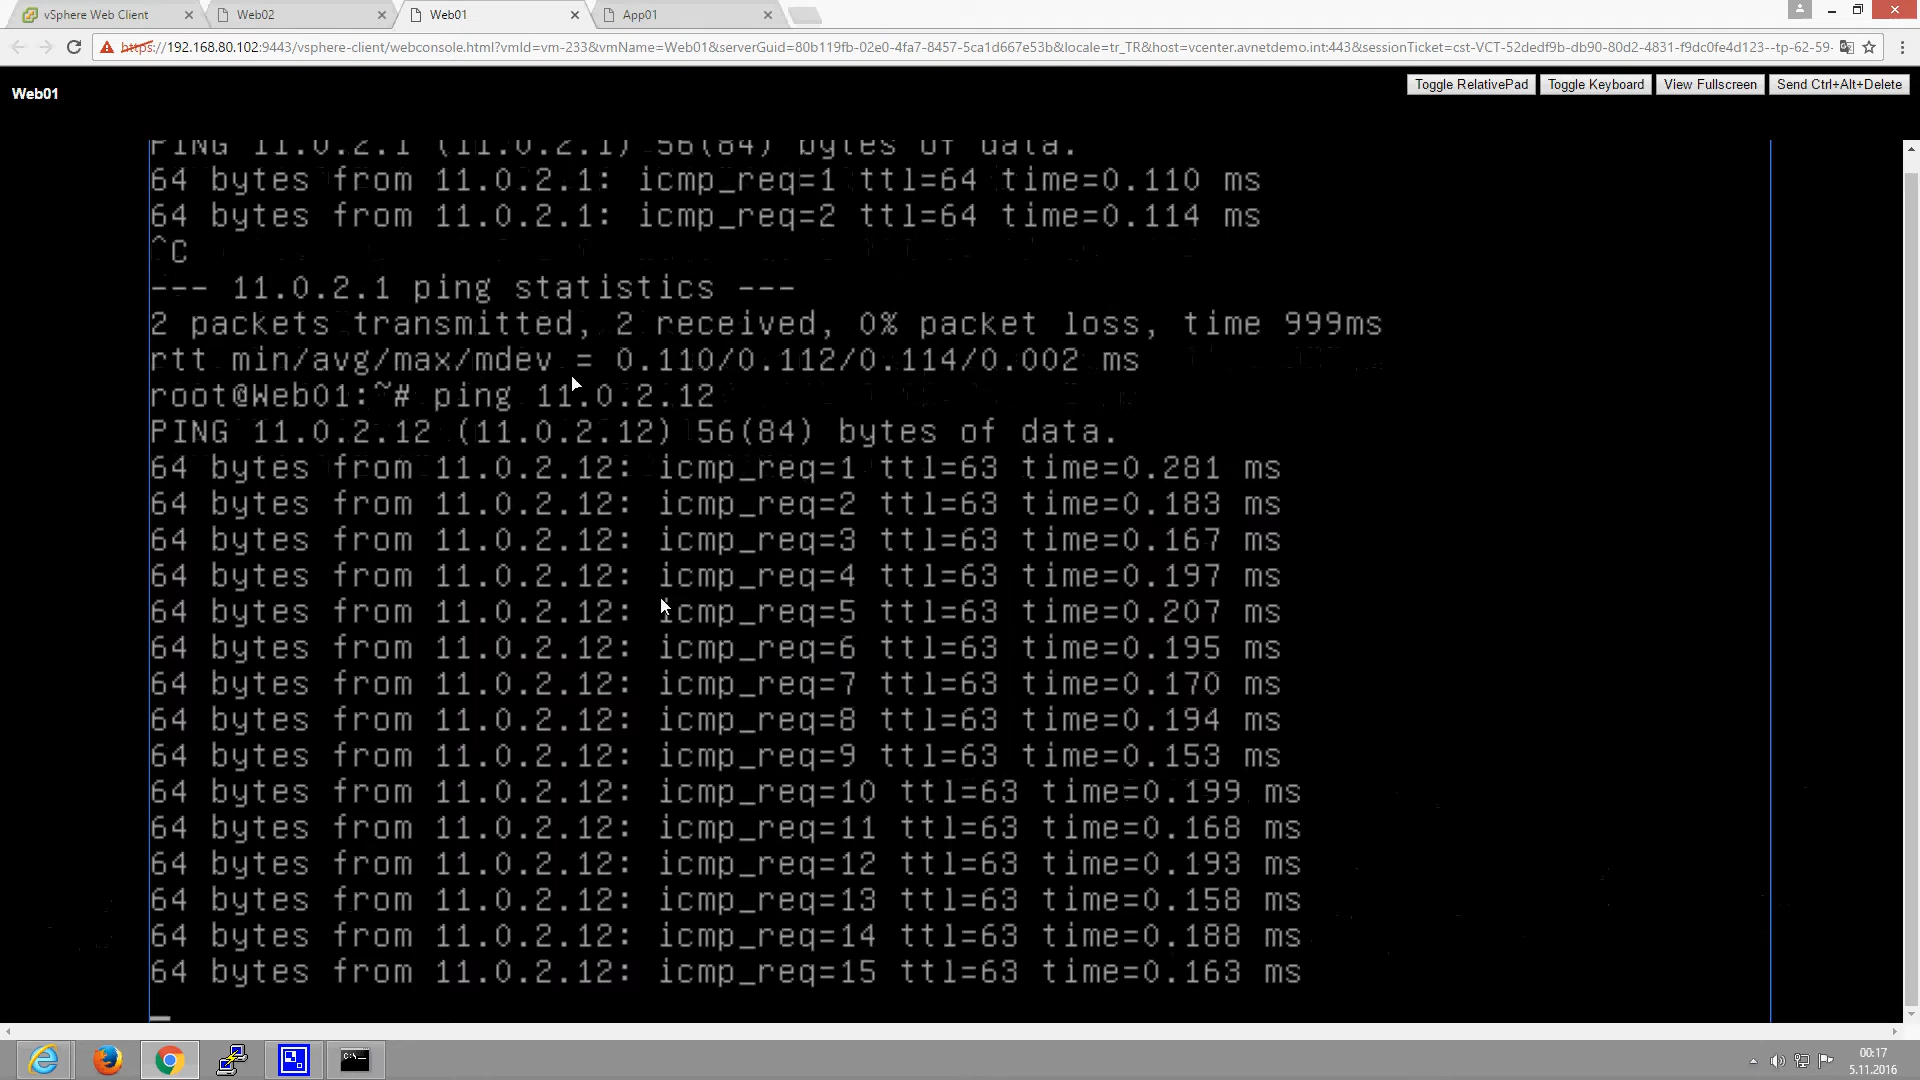 vSphere Web Client
Web02
Web01
App01
https://192.168.80.102:9443/vsphere-client/webconsole.html?vmId=vm-233&vmName=Web01&serverGuid=80b119fb-02e0-4fa7-8457-5ca1d667e53b&locale=tr_TR&host=vcenter.avnetdemo.int:443&sessionTicket=cst-VCT-52dedf9b-db90-80d2-4831-f9dc0fe4d123--tp-62-59-
Web01
Toggle RelativePad
Toggle Keyboard
View Fullscreen
Send Ctrl+Alt+Delete
PING 11.0.2.1 (11.0.2.1) 56(84) bytes of data.
64 bytes from 11.0.2.1: icmp_req=1 ttl=64 time=0.110 ms
64 bytes from 11.0.2.1: icmp_req=2 ttl=64 time=0.114 ms
^C
--- 11.0.2.1 ping statistics ---
2 packets transmitted, 2 received, 0% packet loss, time 999ms
rtt min/avg/max/mdev = 0.110/0.112/0.114/0.002 ms
root@Web01:~# ping 11.0.2.12
PING 11.0.2.12 (11.0.2.12) 56(84) bytes of data.
64 bytes from 11.0.2.12: icmp_req=1 ttl=63 time=0.281 ms
64 bytes from 11.0.2.12: icmp_req=2 ttl=63 time=0.183 ms
64 bytes from 11.0.2.12: icmp_req=3 ttl=63 time=0.167 ms
64 bytes from 11.0.2.12: icmp_req=4 ttl=63 time=0.197 ms
64 bytes from 11.0.2.12: icmp_req=5 ttl=63 time=0.207 ms
64 bytes from 11.0.2.12: icmp_req=6 ttl=63 time=0.195 ms
64 bytes from 11.0.2.12: icmp_req=7 ttl=63 time=0.170 ms
64 bytes from 11.0.2.12: icmp_req=8 ttl=63 time=0.194 ms
64 bytes from 11.0.2.12: icmp_req=9 ttl=63 time=0.153 ms
64 bytes from 11.0.2.12: icmp_req=10 ttl=63 time=0.199 ms
64 bytes from 11.0.2.12: icmp_req=11 ttl=63 time=0.168 ms
64 bytes from 11.0.2.12: icmp_req=12 ttl=63 time=0.193 ms
64 bytes from 11.0.2.12: icmp_req=13 ttl=63 time=0.158 ms
64 bytes from 11.0.2.12: icmp_req=14 ttl=63 time=0.188 ms
64 bytes from 11.0.2.12: icmp_req=15 ttl=63 time=0.163 ms
00:17
5.11.2016